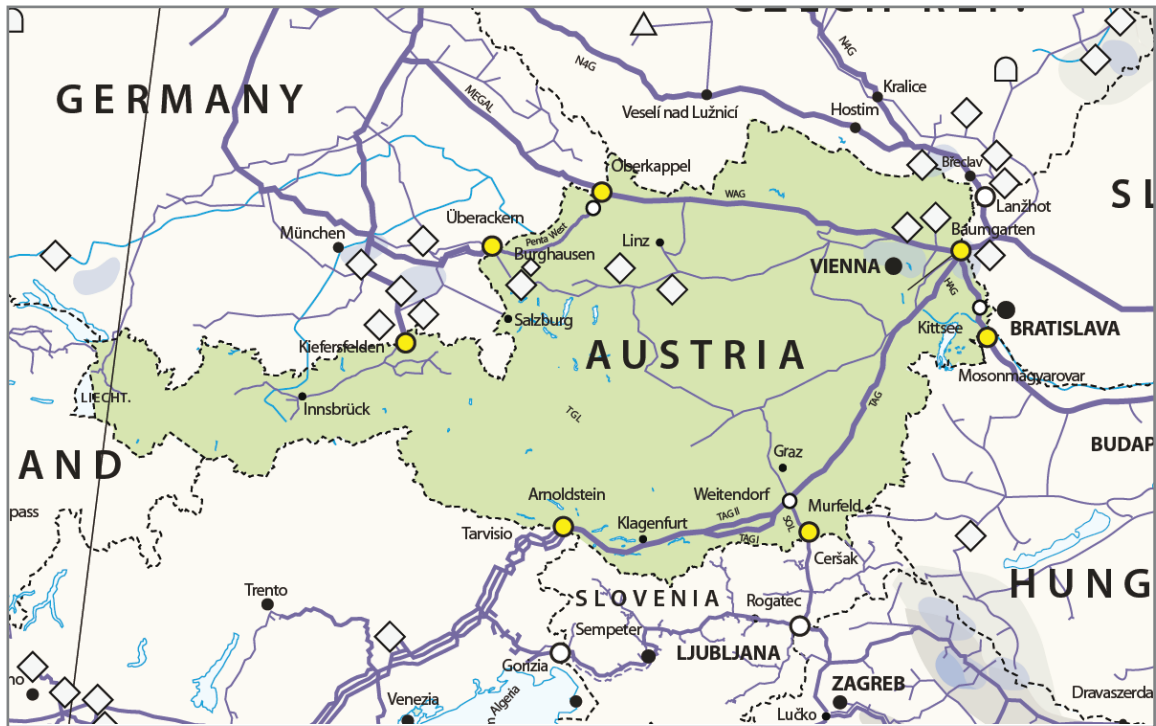 N4G
N4G
GERMANY
MEGAL
Kralice
Veselí nad Lužnicí
Hostim
Oberkappel
Břeclav
SL
WAG
Lanžhot
Überackern
Penta West
Linz
Baumgarten
München
Burghausen
VIENNA
HAG
Salzburg
Kittsee
BRATISLAVA
Kiefersfelden
AUSTRIA
Mosonmagyarovar
LIECHT.
Innsbrück
TGL
TAG
BUDAP
AND
Graz
Arnoldstein
Weitendorf
Murfeld
pass
TAG II
SOL
Klagenfurt
Tarvisio
TAG I
Ceršak
HUNG
Trento
SLOVENIA
Rogatec
Sempeter
LJUBLJANA
Gorizia
no
ZAGREB
Algeria
Dravaszerda
Venezia
Lučko